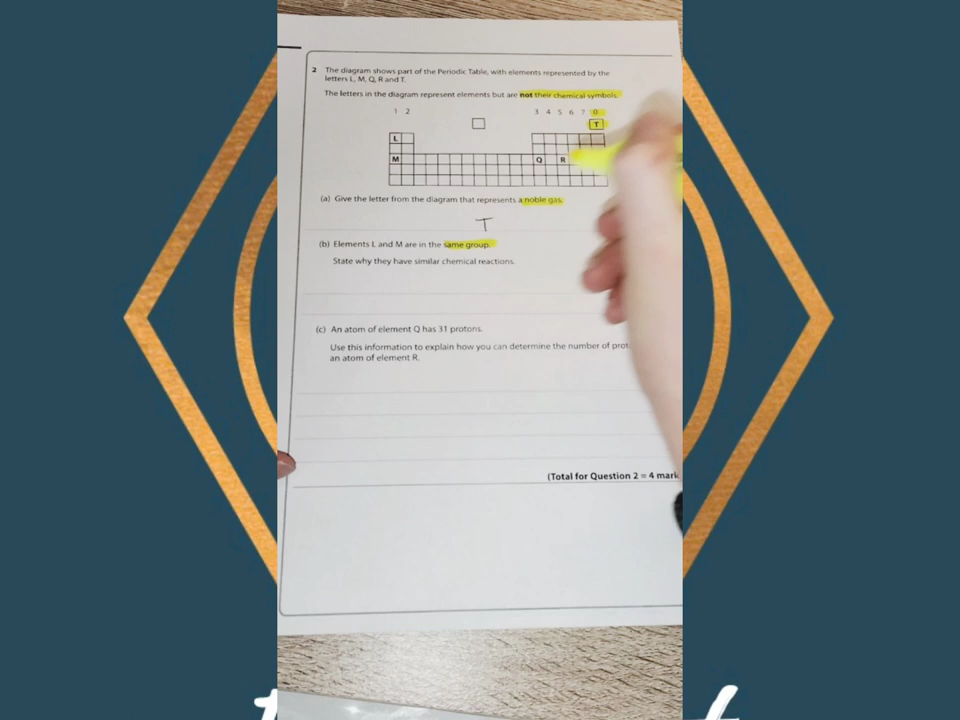 2 The diagram shows part of the Periodic Table, with elements represented by the
letters L, M, Q, R and T.
The letters in the diagram represent elements but are not their chemical symbols.
1 2 3 4 5 6 7 0
T
L
M Q R
(a) Give the letter from the diagram that represents a noble gas.
T
(b) Elements L and M are in the same group.
State why they have similar chemical reactions.
(c) An atom of element Q has 31 protons.
Use this information to explain how you can determine the number of
an atom of element R.
(Total for Question 2 = 4